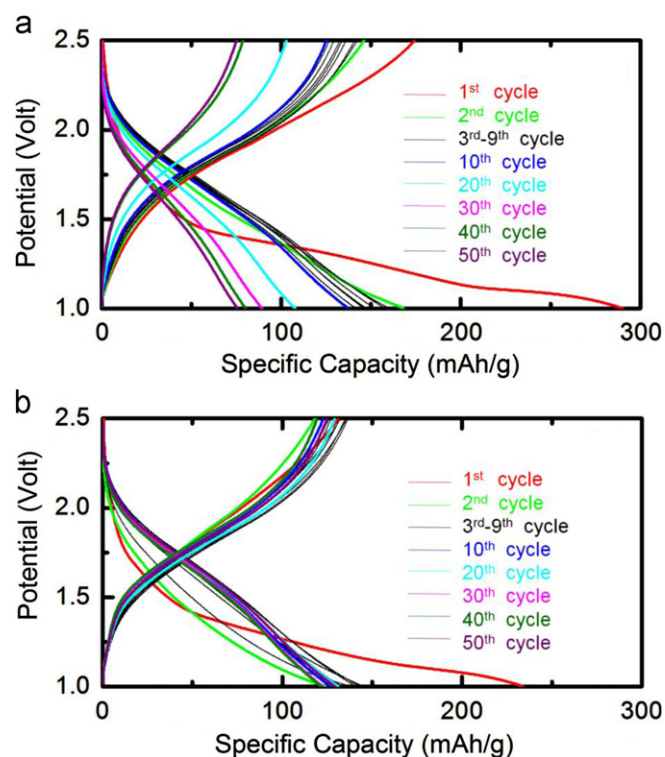 a
2.5
2.0
1.5
1.0
Potential (Volt)
1st cycle
2nd cycle
3rd-9th cycle
10th cycle
20th cycle
30th cycle
40th cycle
50th cycle
0 100 200 300
Specific Capacity (mAh/g)
b
2.5
2.0
1.5
1.0
Potential (Volt)
1st cycle
2nd cycle
3rd-9th cycle
10th cycle
20th cycle
30th cycle
40th cycle
50th cycle
0 100 200 300
Specific Capacity (mAh/g)